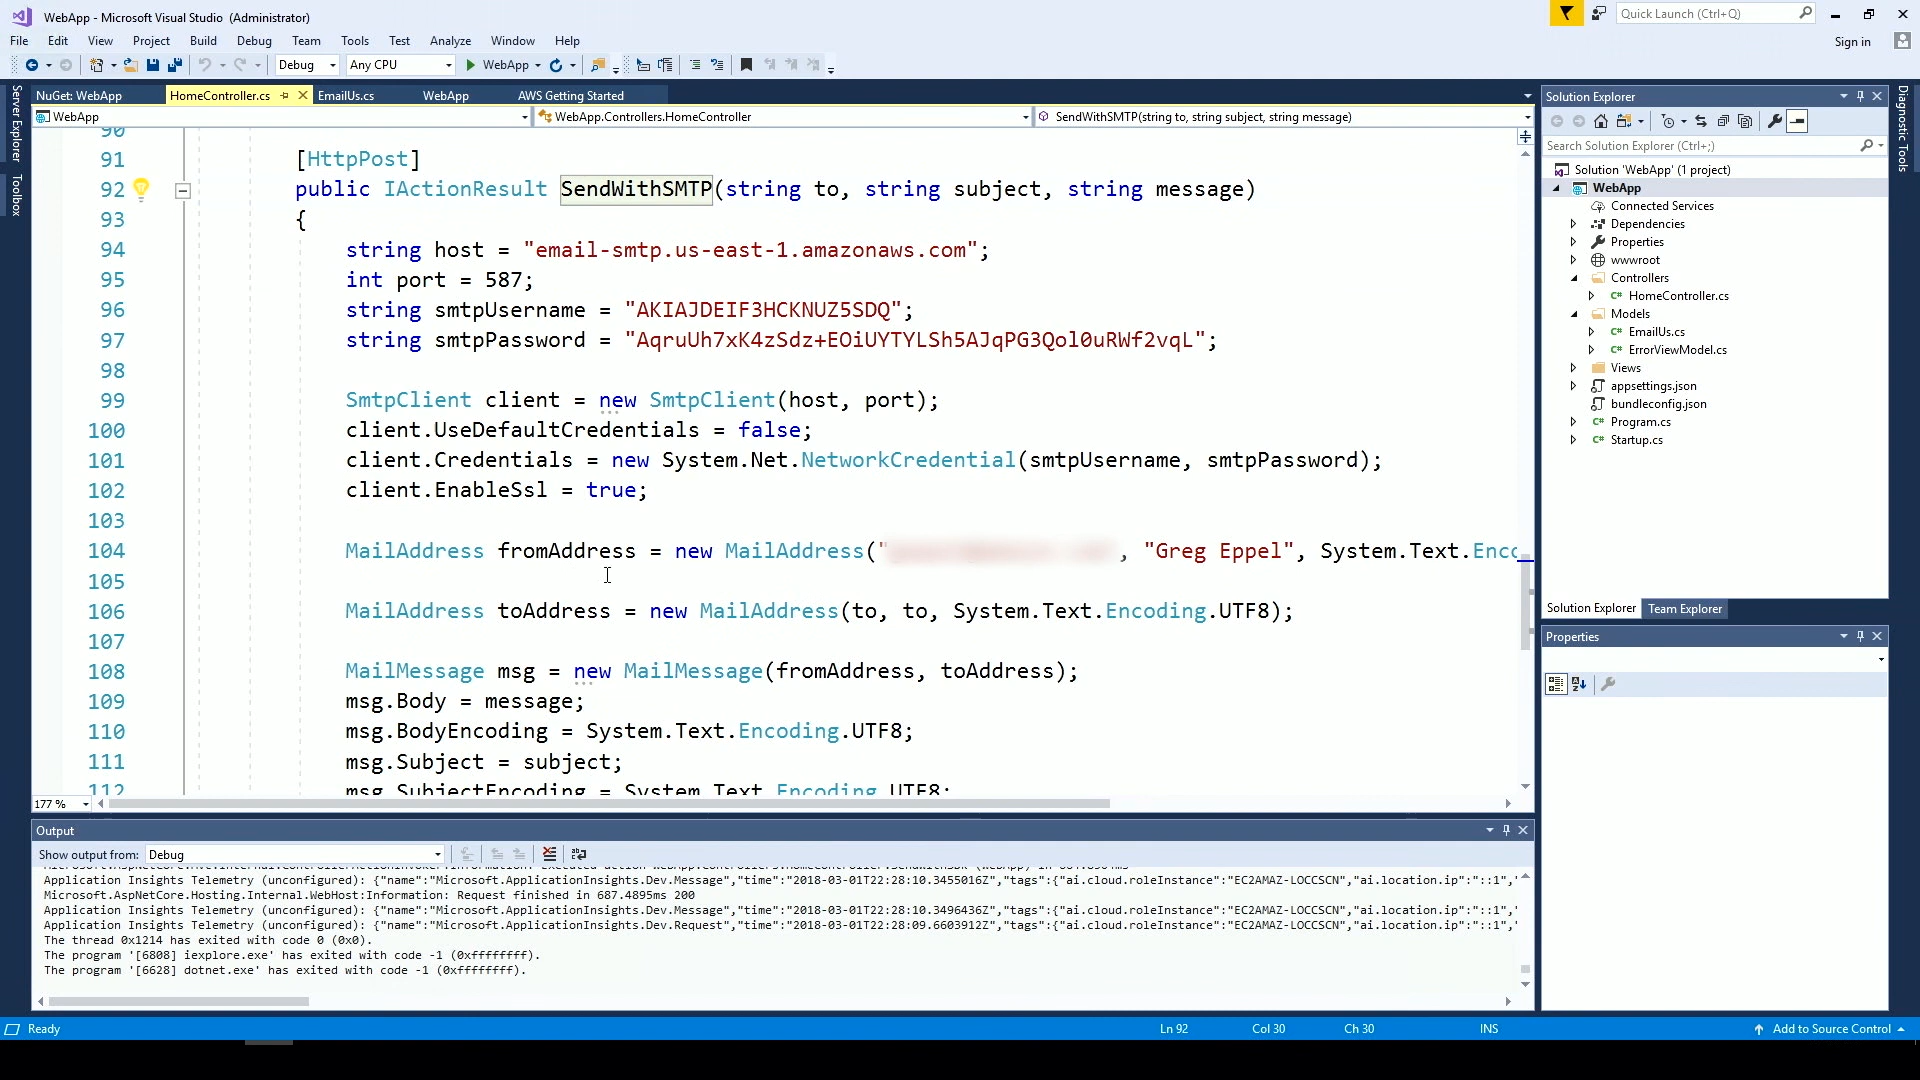 WebApp - Microsoft Visual Studio (Administrator)
Quick Launch (Ctrl+Q)
File Edit View Project Build Debug Team Tools Test Analyze Window Help
Sign in
Debug Any CPU WebApp
Server Explorer
Toolbox
NuGet: WebApp HomeController.cs EmailUs.cs WebApp AWS Getting Started
WebApp WebApp.Controllers.HomeController SendWithSMTP(string to, string subject, string message)
90
91 [HttpPost]
92 public IActionResult SendWithSMTP(string to, string subject, string message)
93 {
94 string host = "email-smtp.us-east-1.amazonaws.com";
95 int port = 587;
96 string smtpUsername = "AKIAJDEIF3HCKNUZ5SDQ";
97 string smtpPassword = "AqruUh7xK4zSdz+EOiUYTYLSh5AJqPG3Qol0uRWf2vqL";
98
99 SmtpClient client = new SmtpClient(host, port);
100 client.UseDefaultCredentials = false;
101 client.Credentials = new System.Net.NetworkCredential(smtpUsername, smtpPassword);
102 client.EnableSsl = true;
103
104 MailAddress fromAddress = new MailAddress(" , "Greg Eppel", System.Text.Enco
105
106 MailAddress toAddress = new MailAddress(to, to, System.Text.Encoding.UTF8);
107
108 MailMessage msg = new MailMessage(fromAddress, toAddress);
109 msg.Body = message;
110 msg.BodyEncoding = System.Text.Encoding.UTF8;
111 msg.Subject = subject;
112 msg.SubjectEncoding = System.Text.Encoding.UTF8;
177 %
Output
Show output from: Debug
Application Insights Telemetry (unconfigured): {"name":"Microsoft.ApplicationInsights.Dev.Message","time":"2018-03-01T22:28:10.3455016Z","tags":{"ai.cloud.roleInstance":"EC2AMAZ-LOCCSCN","ai.location.ip":"::1","
Microsoft.AspNetCore.Hosting.Internal.WebHost:Information: Request finished in 687.4895ms 200
Application Insights Telemetry (unconfigured): {"name":"Microsoft.ApplicationInsights.Dev.Message","time":"2018-03-01T22:28:10.3496436Z","tags":{"ai.cloud.roleInstance":"EC2AMAZ-LOCCSCN","ai.location.ip":"::1","
Application Insights Telemetry (unconfigured): {"name":"Microsoft.ApplicationInsights.Dev.Request","time":"2018-03-01T22:28:09.6603912Z","tags":{"ai.cloud.roleInstance":"EC2AMAZ-LOCCSCN","ai.location.ip":"::1","
The thread 0x1214 has exited with code 0 (0x0).
The program '[6808] iexplore.exe' has exited with code -1 (0xffffffff).
The program '[6628] dotnet.exe' has exited with code -1 (0xffffffff).
Solution Explorer
Search Solution Explorer (Ctrl+;)
Solution 'WebApp' (1 project)
WebApp
Connected Services
Dependencies
Properties
wwwroot
Controllers
HomeController.cs
Models
EmailUs.cs
ErrorViewModel.cs
Views
appsettings.json
bundleconfig.json
Program.cs
Startup.cs
Solution Explorer Team Explorer
Properties
Diagnostic Tools
Ready Ln 92 Col 30 Ch 30 INS Add to Source Control